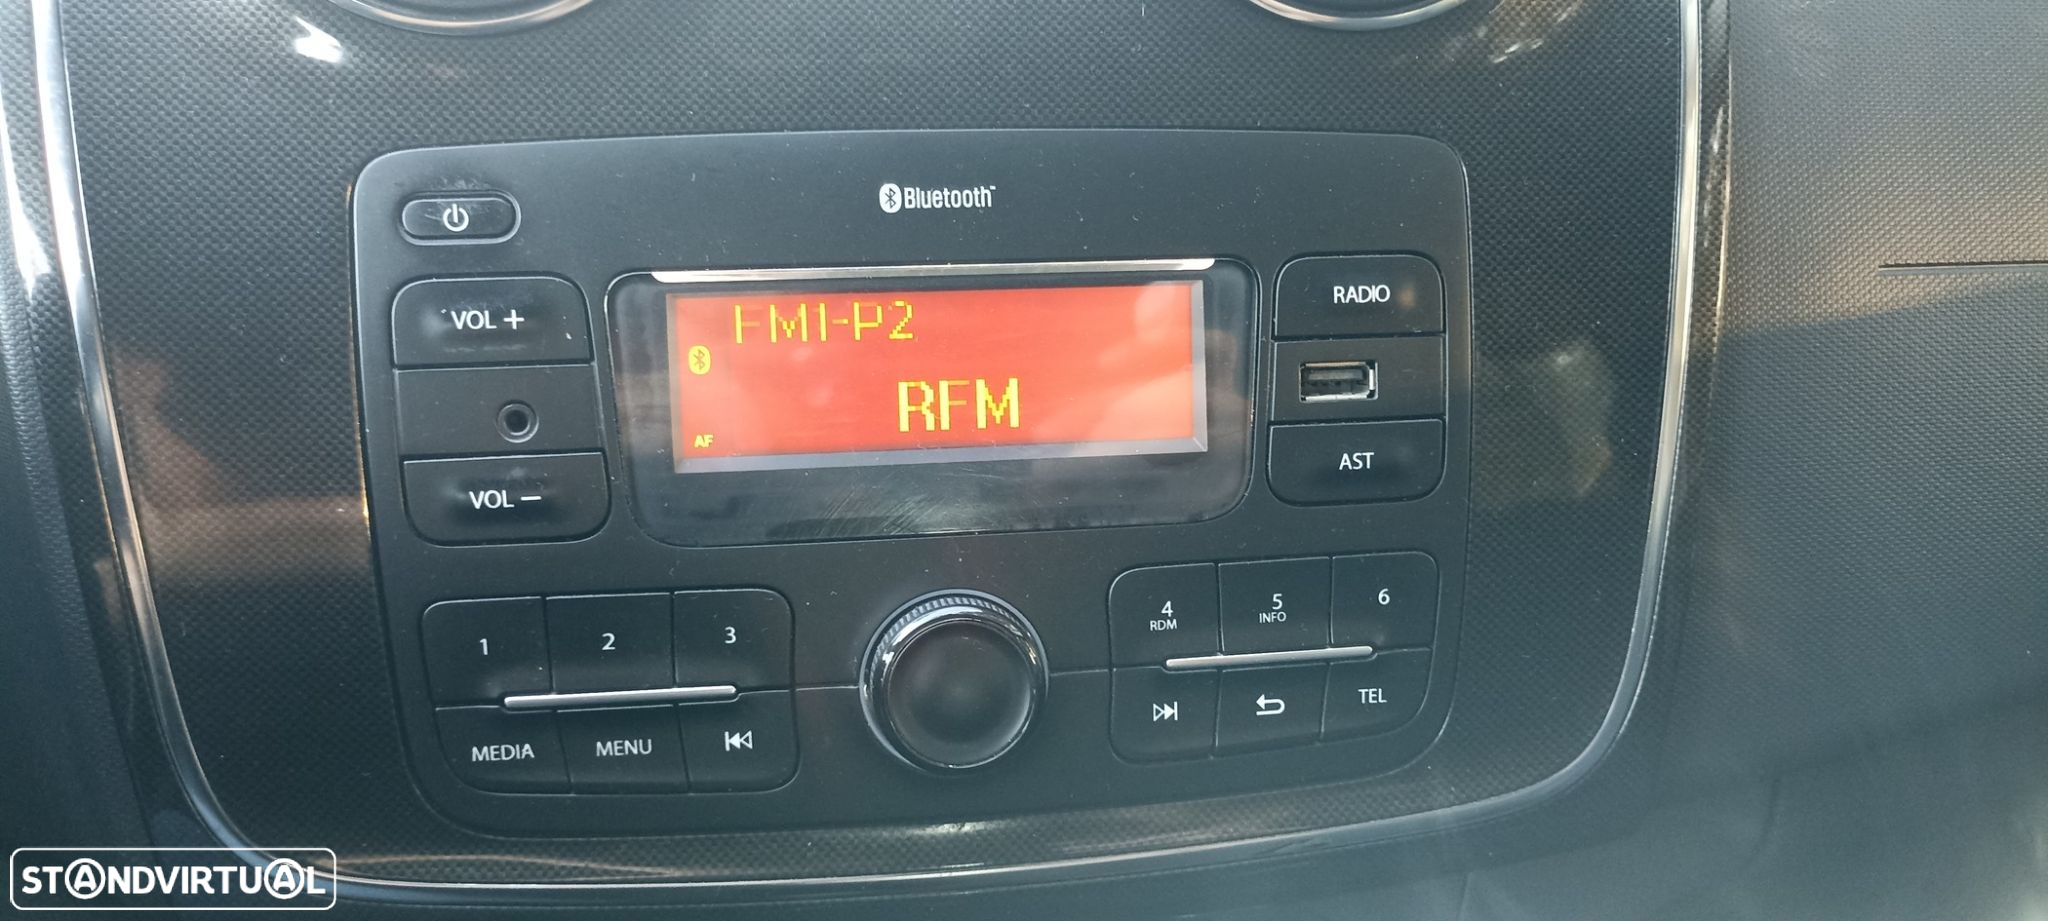 Bluetooth™
VOL +
FM1-P2
RADIO
RFM
AF
AST
VOL −
1 2 3
4 5 6
RDM INFO
MEDIA MENU
TEL
STANDVIRTUAL